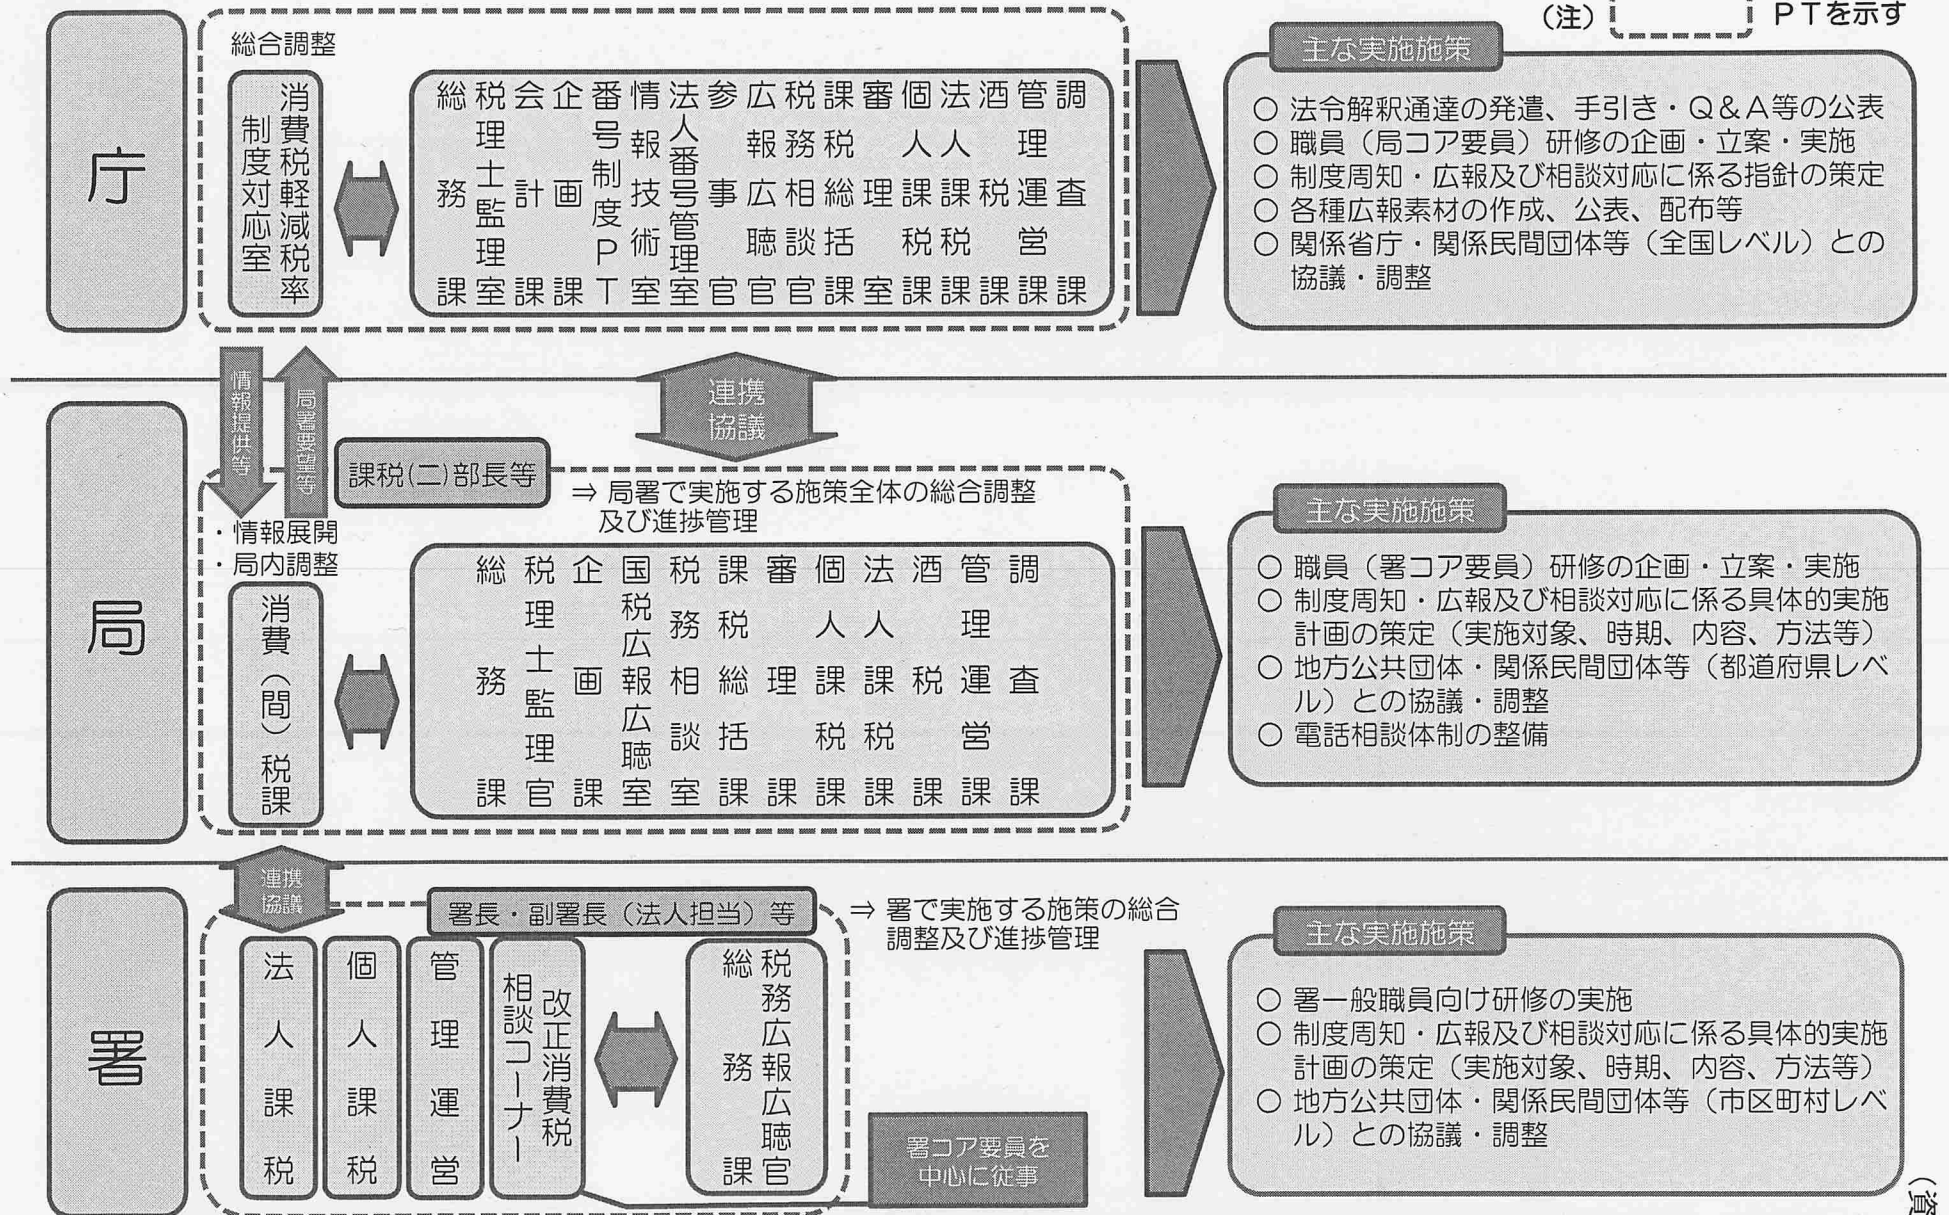 (注)
PTを示す
庁
総合調整
消費税軽減税率
制度対応室
総務課
税理士監理室
会計課
企画課
番号制度PT
情報技術室
法人番号管理室
参事官
広報広聴官
税務相談官
課税総括課
審理室
個人課税課
法人課税課
酒税課
管理運営課
調査課
主な実施施策
○ 法令解釈通達の発遣、手引き・Q&A等の公表
○ 職員(局コア要員)研修の企画・立案・実施
○ 制度周知・広報及び相談対応に係る指針の策定
○ 各種広報素材の作成、公表、配布等
○ 関係省庁・関係民間団体等(全国レベル)との
協議・調整
情報提供等
局署要望等
連携
協議
局
課税(二)部長等
⇒ 局署で実施する施策全体の総合調整
及び進捗管理
・情報展開
・局内調整
消費(間)税課
総務課
税理士監理官
企画課
国税広報広聴室
税務相談室
課税総括課
審理課
個人課税課
法人課税課
酒税課
管理運営課
調査課
主な実施施策
○ 職員(署コア要員)研修の企画・立案・実施
○ 制度周知・広報及び相談対応に係る具体的実施
計画の策定(実施対象、時期、内容、方法等)
○ 地方公共団体・関係民間団体等(都道府県レベ
ル)との協議・調整
○ 電話相談体制の整備
連携
協議
署
署長・副署長(法人担当)等
⇒ 署で実施する施策の総合
調整及び進捗管理
法人課税
個人課税
管理運営
改正消費税
相談コーナー
税務広報広聴官
総務課
署コア要員を
中心に従事
主な実施施策
○ 署一般職員向け研修の実施
○ 制度周知・広報及び相談対応に係る具体的実施
計画の策定(実施対象、時期、内容、方法等)
○ 地方公共団体・関係民間団体等(市区町村レベ
ル)との協議・調整
(資